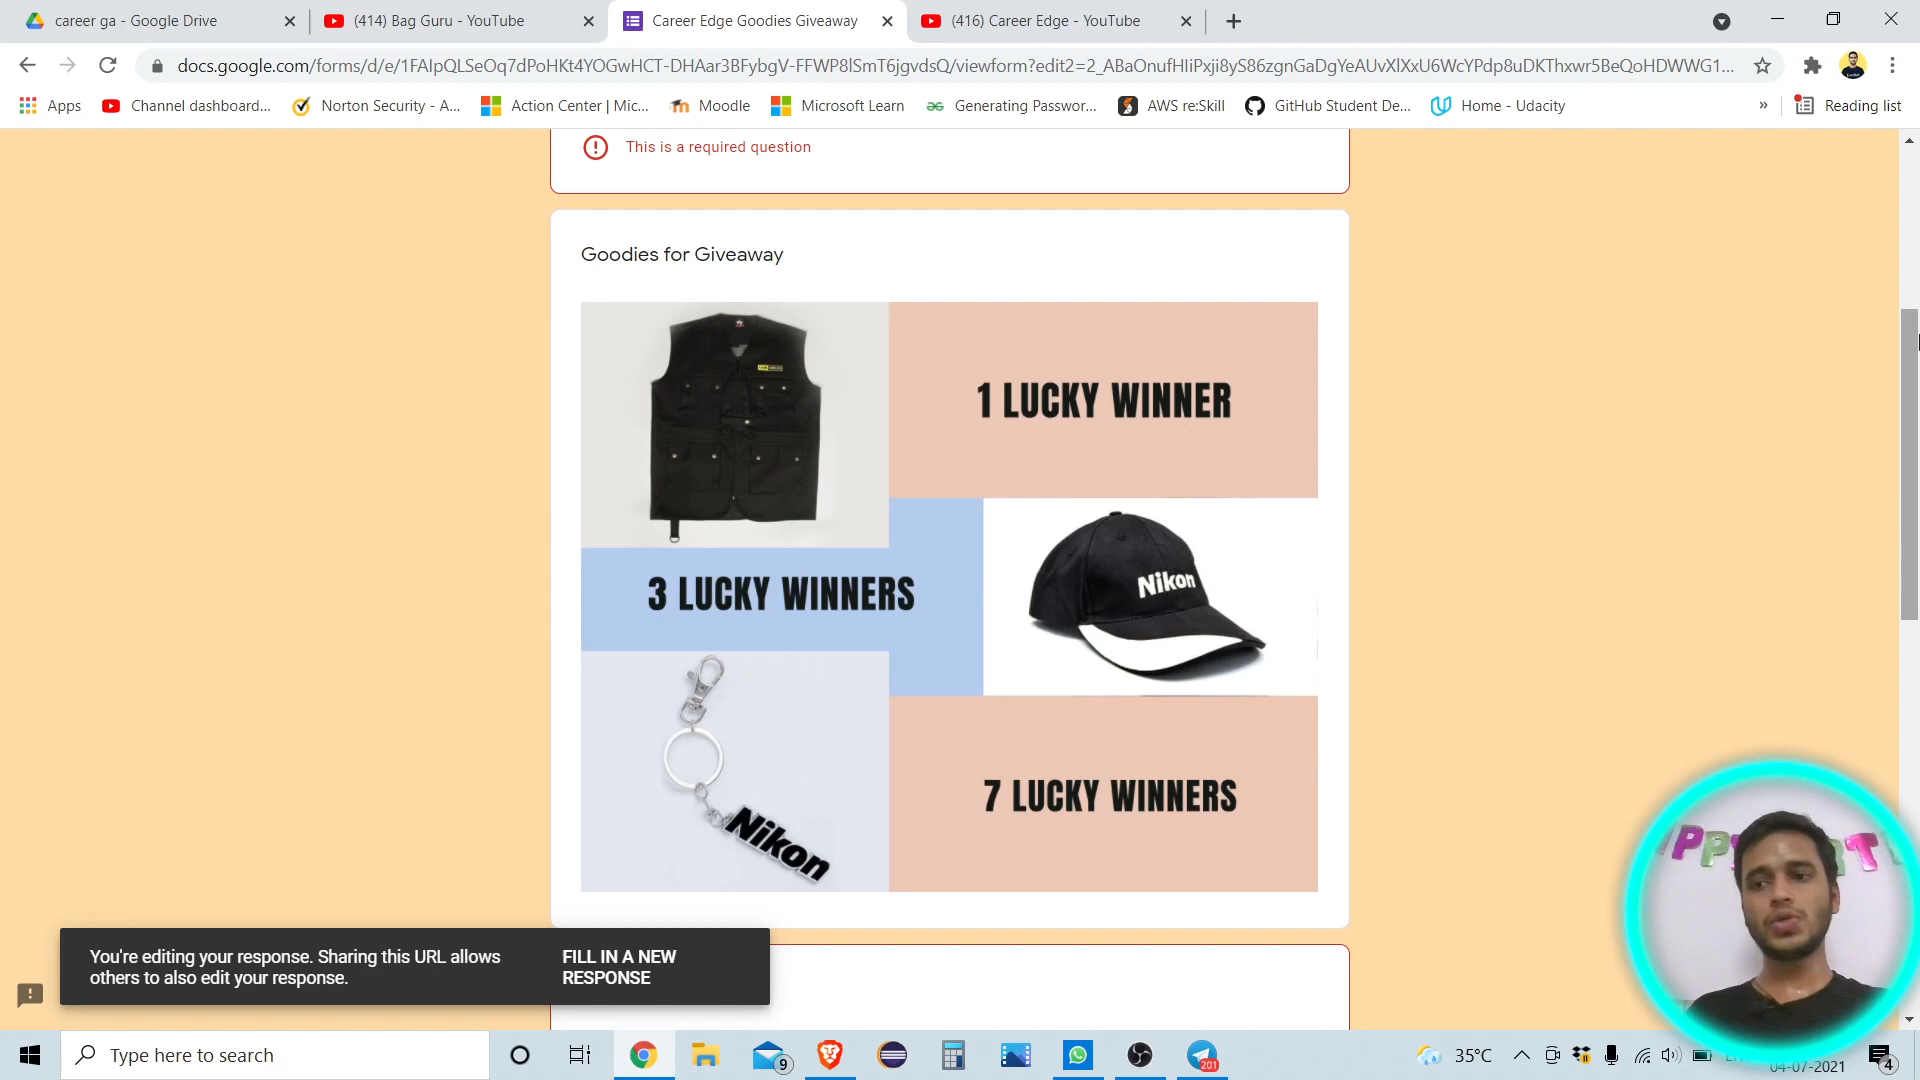 career ga - Google Drive
(414) Bag Guru - YouTube
Career Edge Goodies Giveaway
(416) Career Edge - YouTube
docs.google.com/forms/d/e/1FAIpQLSeOq7dPoHKt4YOGwHCT-DHAar3BFybgV-FFWP8lSmT6jgvdsQ/viewform?edit2=2_ABaOnufHIiPxji8yS86zgnGaDgYeAUvXlXxU6WcYPdp8uDKThxwr5BeQoHDWWG1...
Apps
Channel dashboard...
Norton Security - A...
Action Center | Mic...
Moodle
Microsoft Learn
Generating Passwor...
AWS re:Skill
GitHub Student De...
Home - Udacity
»
Reading list
This is a required question
Goodies for Giveaway
1 LUCKY WINNER
Nikon
3 LUCKY WINNERS
Nikon
7 LUCKY WINNERS
You're editing your response. Sharing this URL allows
others to also edit your response.
FILL IN A NEW
RESPONSE
Type here to search
9
201
35°C
04-07-2021
4